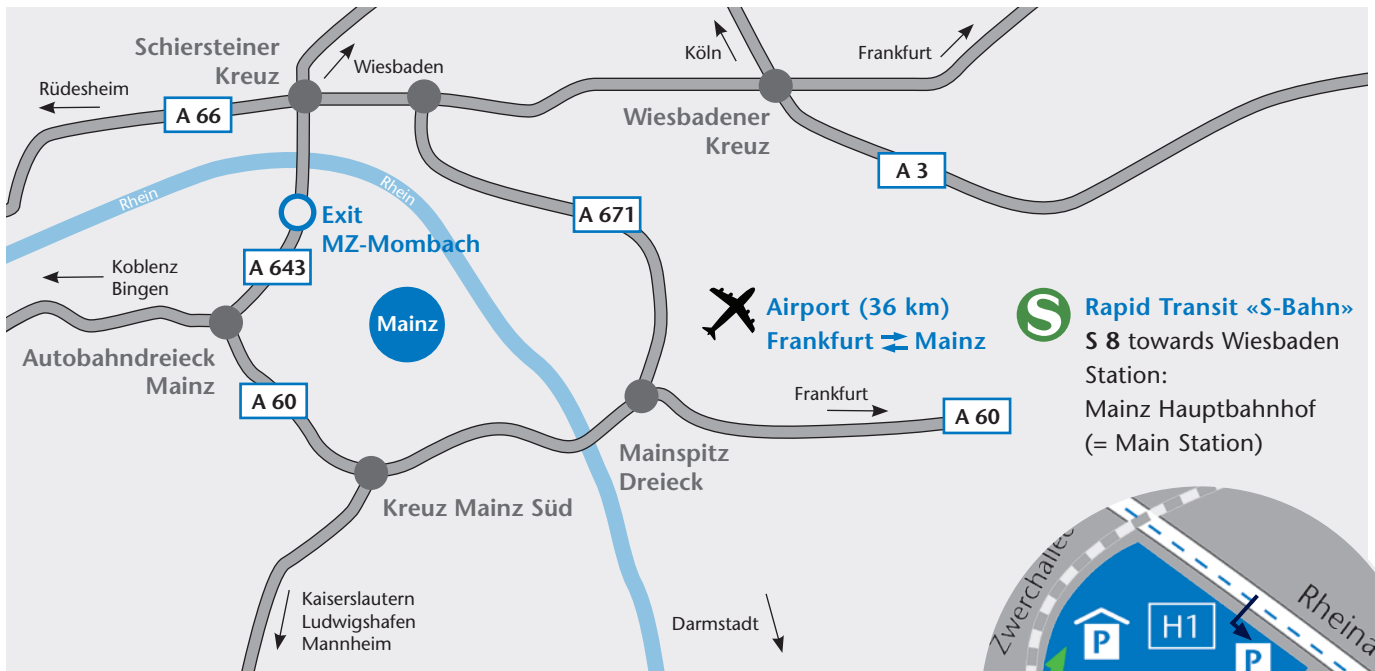 Schiersteiner
Kreuz
Wiesbaden
Köln
Frankfurt
Rüdesheim
A 66
Wiesbadener
Kreuz
A 3
Rhein
Rhein
Exit
MZ-Mombach
A 671
Koblenz
Bingen
A 643
Mainz
Airport (36 km)
Frankfurt ⇄ Mainz
S
Rapid Transit «S-Bahn»
S 8 towards Wiesbaden
Station:
Mainz Hauptbahnhof
(= Main Station)
Autobahndreieck
Mainz
A 60
Frankfurt
A 60
Mainspitz
Dreieck
Kreuz Mainz Süd
Kaiserslautern
Ludwigshafen
Mannheim
Darmstadt
Zwerchallee
Rheina
P
H1
P